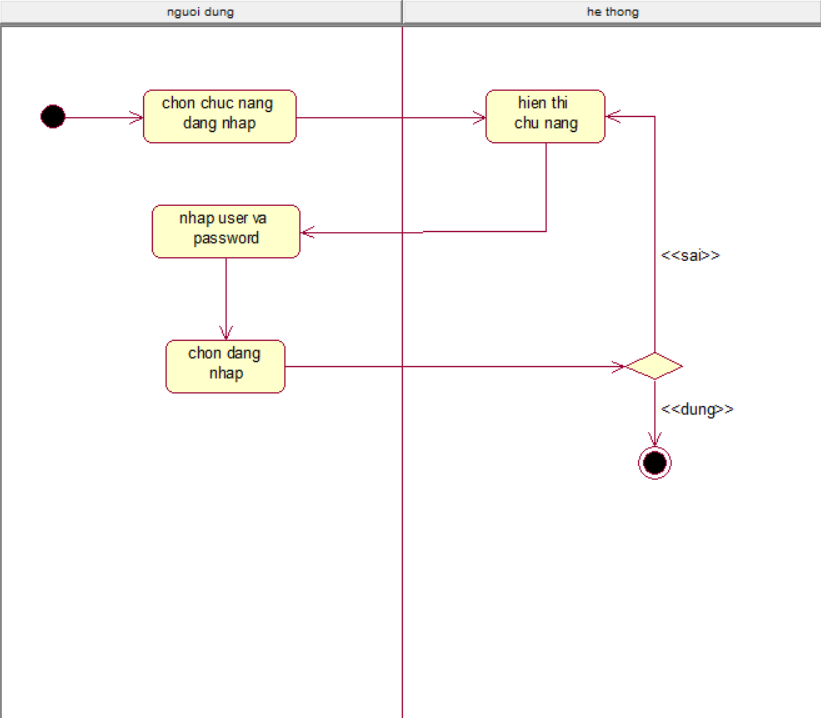 nguoi dung
he thong
chon chuc nang
dang nhap
hien thi
chu nang
nhap user va
password
<<sai>>
chon dang
nhap
<<dung>>